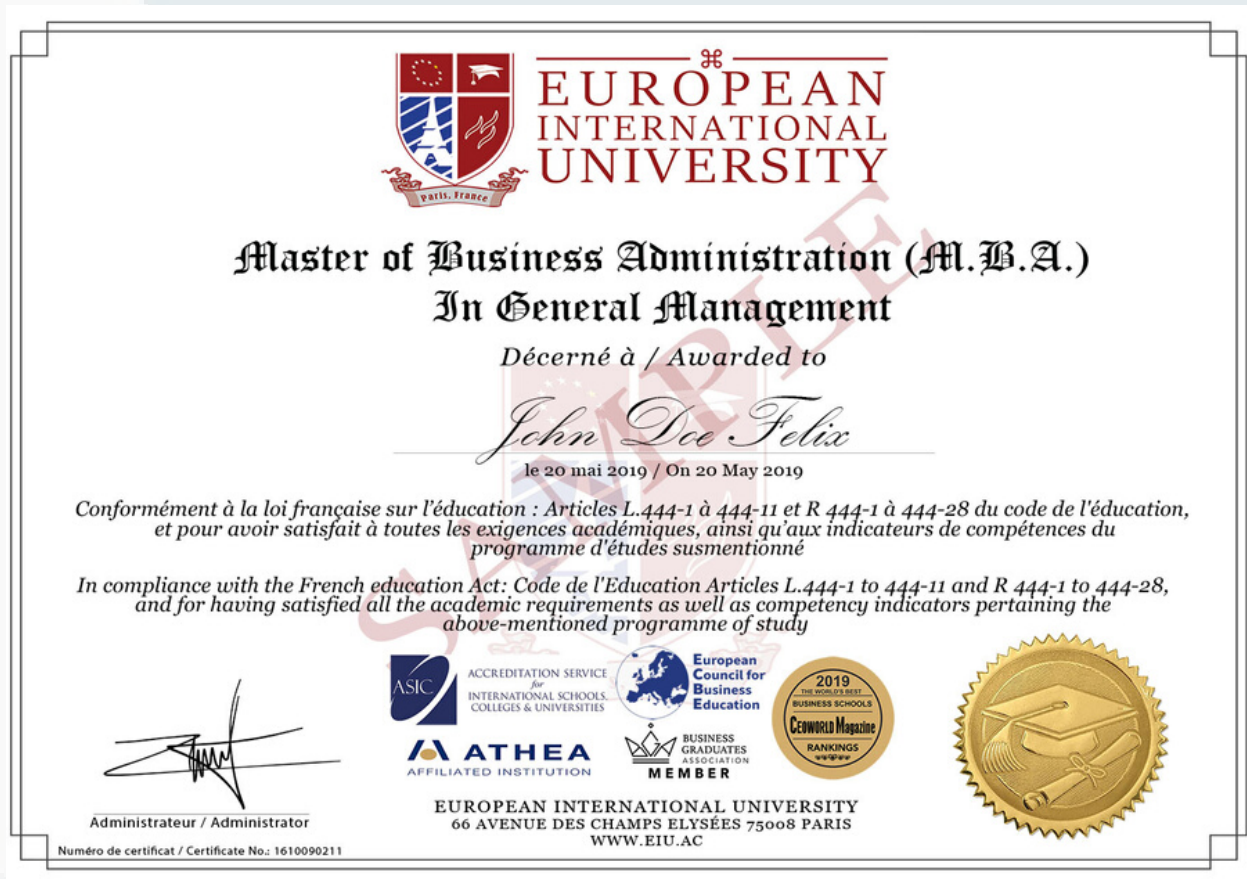 EUROPEAN
INTERNATIONAL
UNIVERSITY
Paris, France
Master of Business Administration (M.B.A.)
In General Management
Décerné à / Awarded to
John Doe Felix
le 20 mai 2019 / On 20 May 2019
Conformément à la loi française sur l'éducation : Articles L.444-1 à 444-11 et R 444-1 à 444-28 du code de l'éducation,
et pour avoir satisfait à toutes les exigences académiques, ainsi qu'aux indicateurs de compétences du
programme d'études susmentionné
In compliance with the French education Act: Code de l'Education Articles L.444-1 to 444-11 and R 444-1 to 444-28,
and for having satisfied all the academic requirements as well as competency indicators pertaining the
above-mentioned programme of study
SAMPLE
ASIC
ACCREDITATION SERVICE
for
INTERNATIONAL SCHOOLS,
COLLEGES & UNIVERSITIES
European
Council for
Business
Education
2019
THE WORLD'S BEST
BUSINESS SCHOOLS
CEOWORLD Magazine
RANKINGS
ATHEA
AFFILIATED INSTITUTION
BUSINESS
GRADUATES
ASSOCIATION
MEMBER
Administrateur / Administrator
EUROPEAN INTERNATIONAL UNIVERSITY
66 AVENUE DES CHAMPS ELYSÉES 75008 PARIS
WWW.EIU.AC
Numéro de certificat / Certificate No.: 1610090211